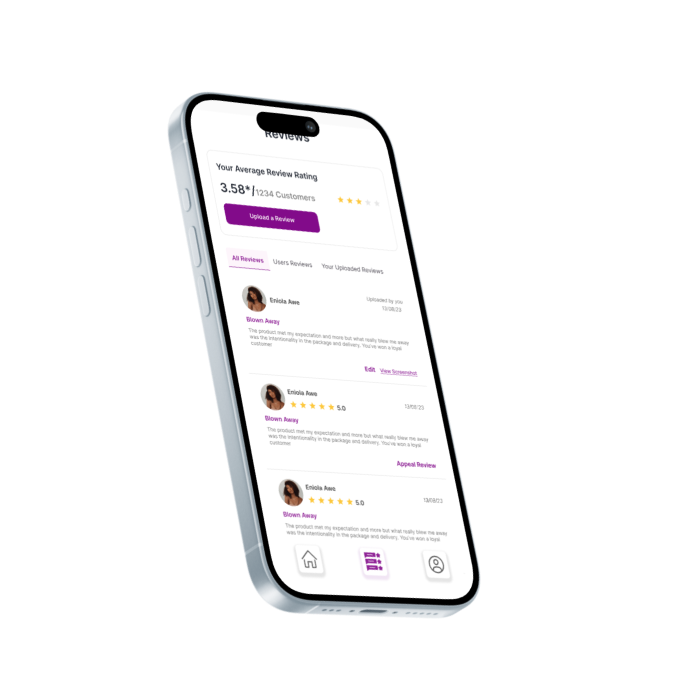 Reviews
Your Average Review Rating
3.58*/1234 Customers
Upload a Review
All Reviews Users Reviews Your Uploaded Reviews
Eniola Awe
Uploaded by you
13/08/23
Blown Away
The product met my expectation and more but what really blew me away
was the intentionality in the package and delivery. You've won a loyal
customer
Edit View Screenshot
Eniola Awe
5.0
13/08/23
Blown Away
The product met my expectation and more but what really blew me away
was the intentionality in the package and delivery. You've won a loyal
customer
Appeal Review
Eniola Awe
5.0
13/08/23
Blown Away
The product met my expectation and more but what really blew me away
was the intentionality in the package and delivery. You've won a loyal